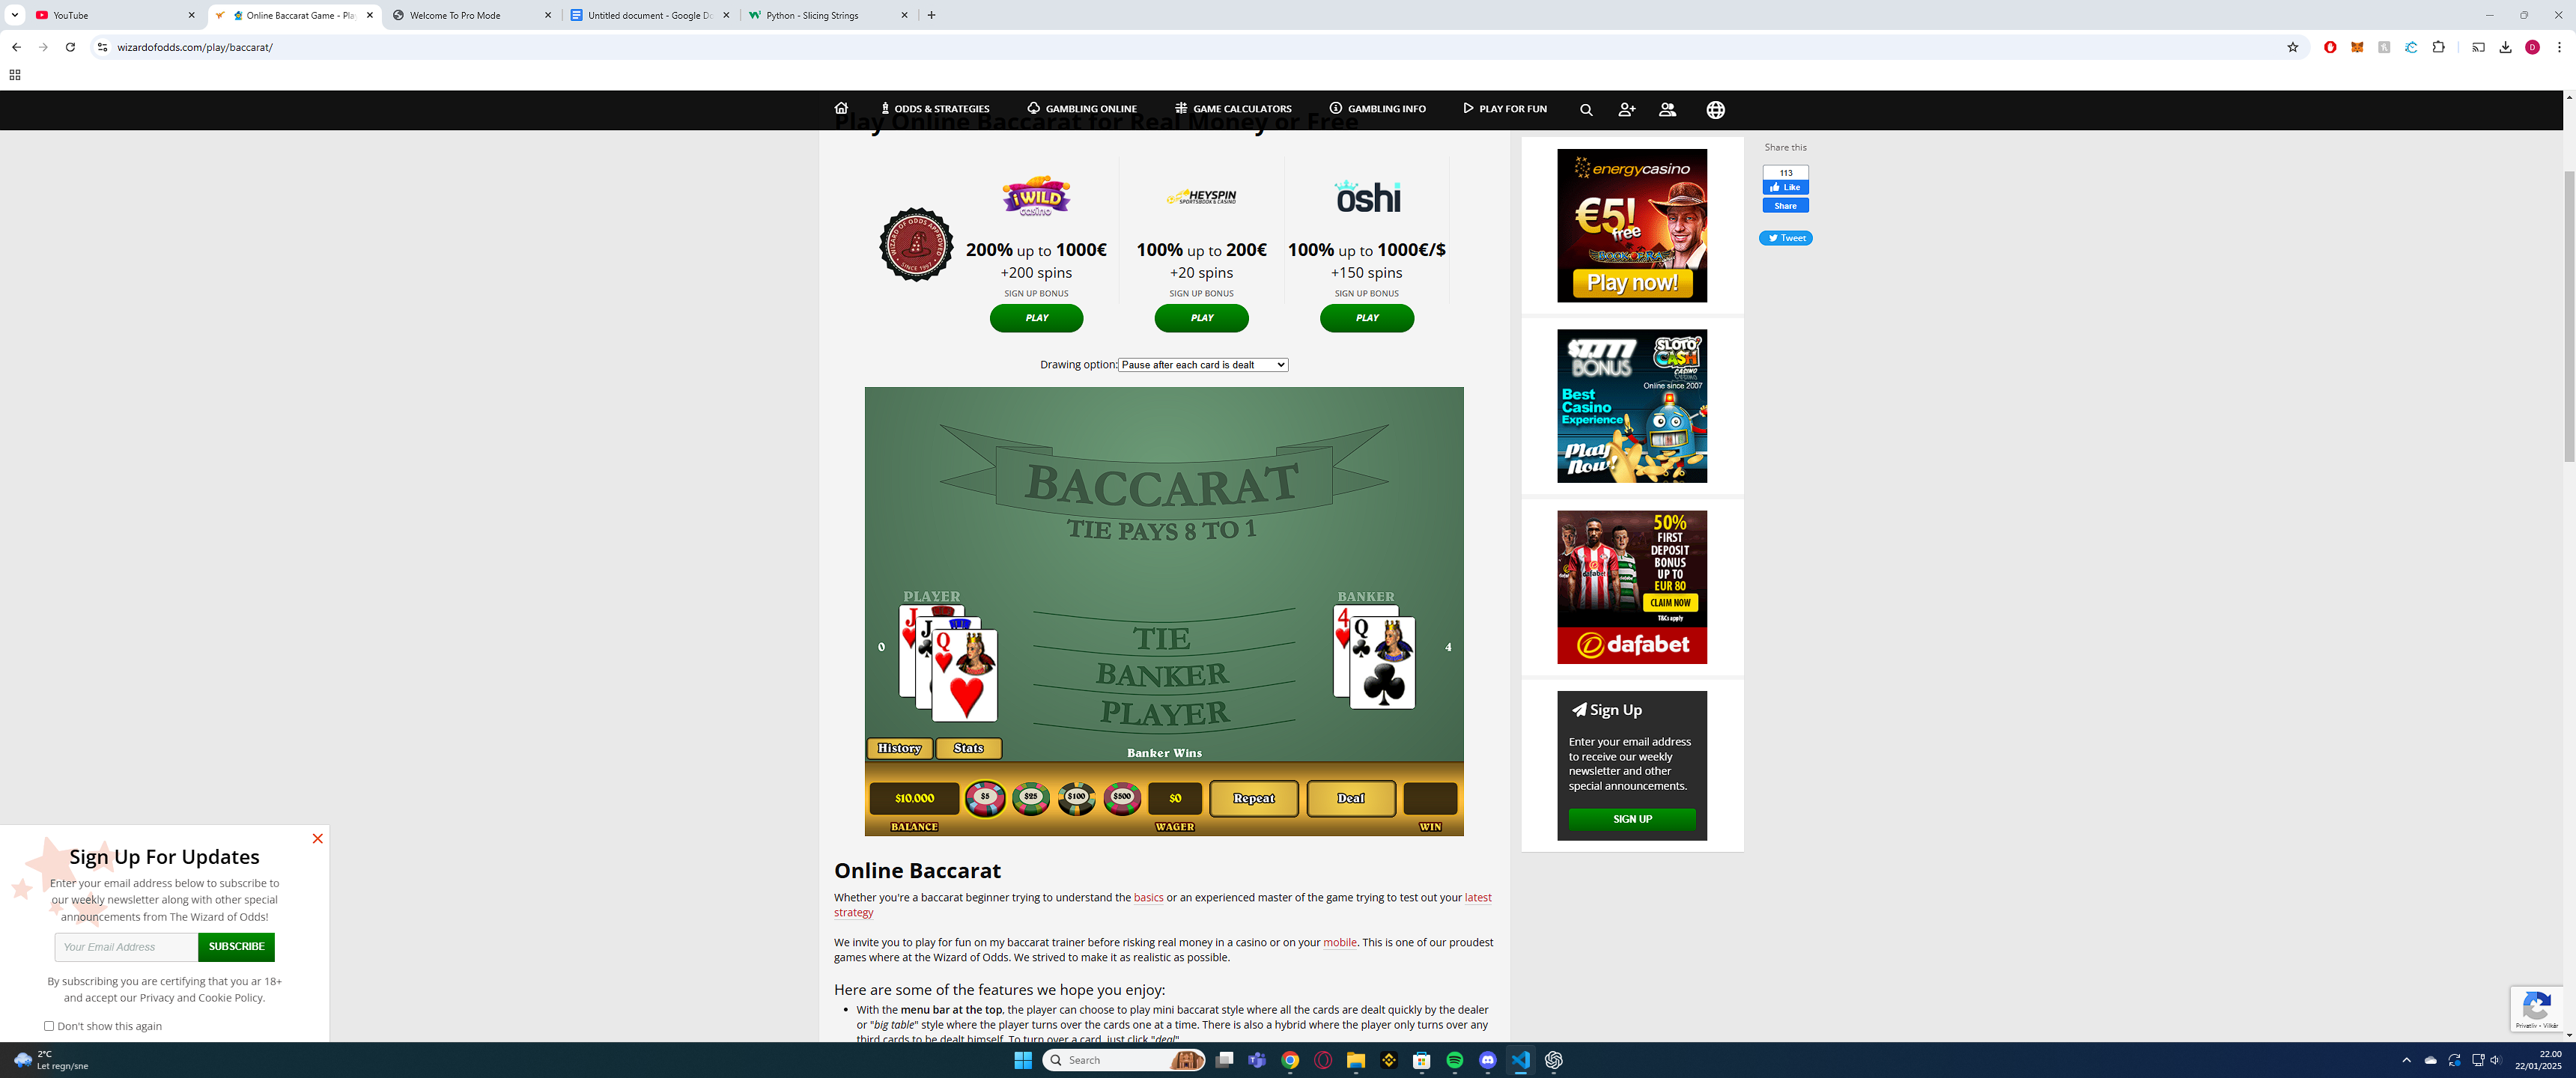 YouTube
Online Baccarat Game - Pla
Welcome To Pro Mode
Untitled document - Google Do
Python - Slicing Strings
wizardofodds.com/play/baccarat/
D
ODDS & STRATEGIES
GAMBLING ONLINE
GAME CALCULATORS
GAMBLING INFO
PLAY FOR FUN
Play Online Baccarat for Real Money or Free
WIZARD OF ODDS APPROVED
SINCE 1997
iWILD
casino
200% up to 1000€
+200 spins
SIGN UP BONUS
PLAY
HEYSPIN
SPORTSBOOK & CASINO
100% up to 200€
+20 spins
SIGN UP BONUS
PLAY
oshi
100% up to 1000€/$
+150 spins
SIGN UP BONUS
PLAY
Drawing option: Pause after each card is dealt
BACCARAT
TIE PAYS 8 TO 1
PLAYER
BANKER
0
J
J
Q
TIE
BANKER
PLAYER
4
Q
4
History
Stats
Banker Wins
$10.000
$5
$25
$100
$500
$0
Repeat
Deal
BALANCE
WAGER
WIN
Online Baccarat
Whether you're a baccarat beginner trying to understand the basics or an experienced master of the game trying to test out your latest
strategy
We invite you to play for fun on my baccarat trainer before risking real money in a casino or on your mobile. This is one of our proudest
games where at the Wizard of Odds. We strived to make it as realistic as possible.
Here are some of the features we hope you enjoy:
• With the menu bar at the top, the player can choose to play mini baccarat style where all the cards are dealt quickly by the dealer
or "big table" style where the player turns over the cards one at a time. There is also a hybrid where the player only turns over any
third cards to be dealt himself. To turn over a card, just click "deal"
energycasino
€5!
free
BOOK OF RA
Play now!
$7,777
BONUS
SLOTO'
CASH
CASINO
Online since 2007
Best
Casino
Experience
Play
Now!
50%
FIRST
DEPOSIT
BONUS
UP TO
EUR 80
CLAIM NOW
T&Cs apply
dafabet
dafabet
Sign Up
Enter your email address
to receive our weekly
newsletter and other
special announcements.
SIGN UP
Share this
113
Like
Share
Tweet
Sign Up For Updates
Enter your email address below to subscribe to
our weekly newsletter along with other special
announcements from The Wizard of Odds!
Your Email Address
SUBSCRIBE
By subscribing you are certifying that you ar 18+
and accept our Privacy and Cookie Policy.
Don't show this again
Privatliv - Vilkår
2°C
Let regn/sne
Search
22.00
22/01/2025